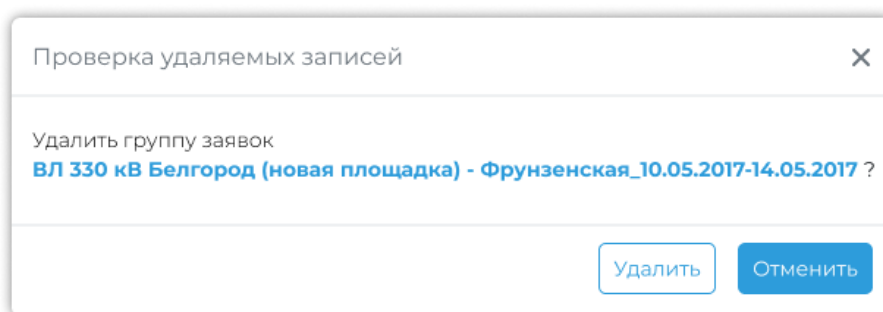 Проверка удаляемых записей
Удалить группу заявок
ВЛ 330 кВ Белгород (новая площадка) - Фрунзенская_10.05.2017-14.05.2017 ?
Удалить
Отменить